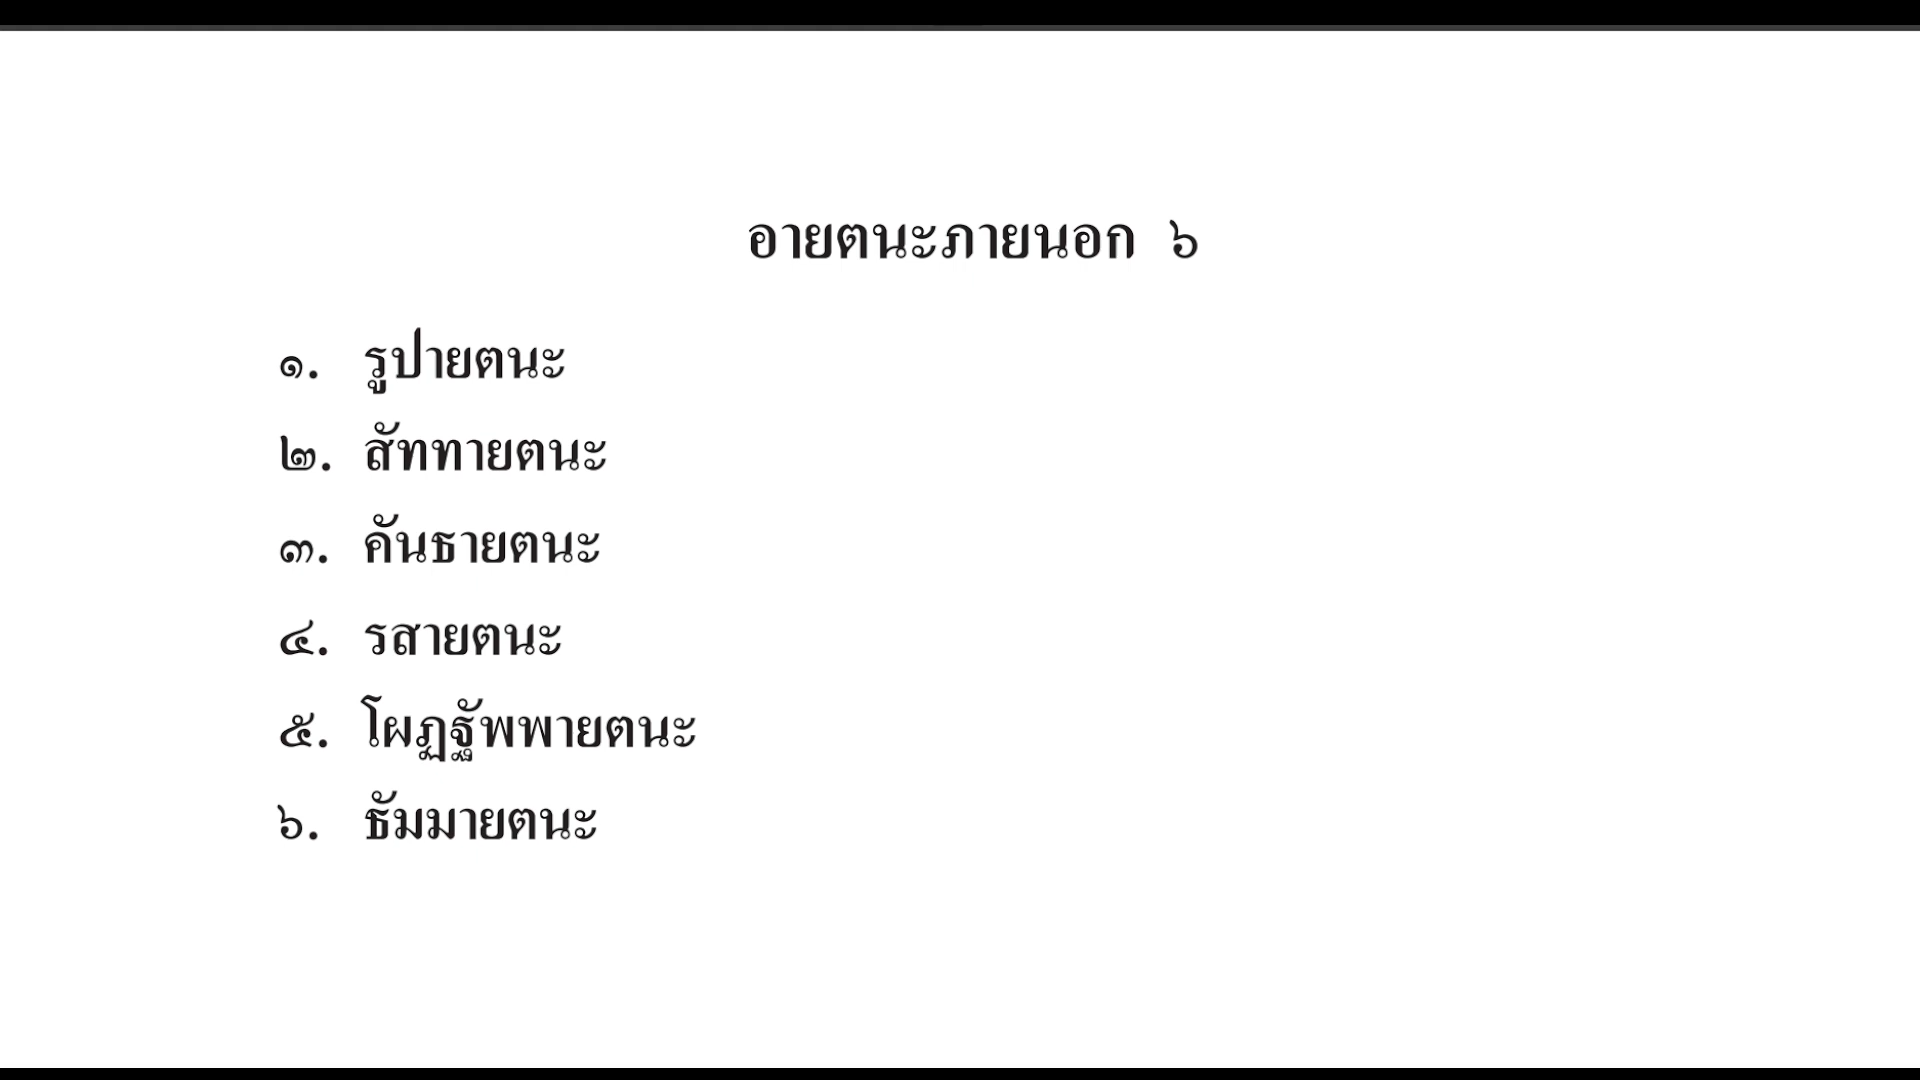 อายตนะภายนอก ๖
๑. รูปายตนะ
๒. สัททายตนะ
๓. คันธายตนะ
๔. รสายตนะ
๕. โผฏฐัพพายตนะ
๖. ธัมมายตนะ